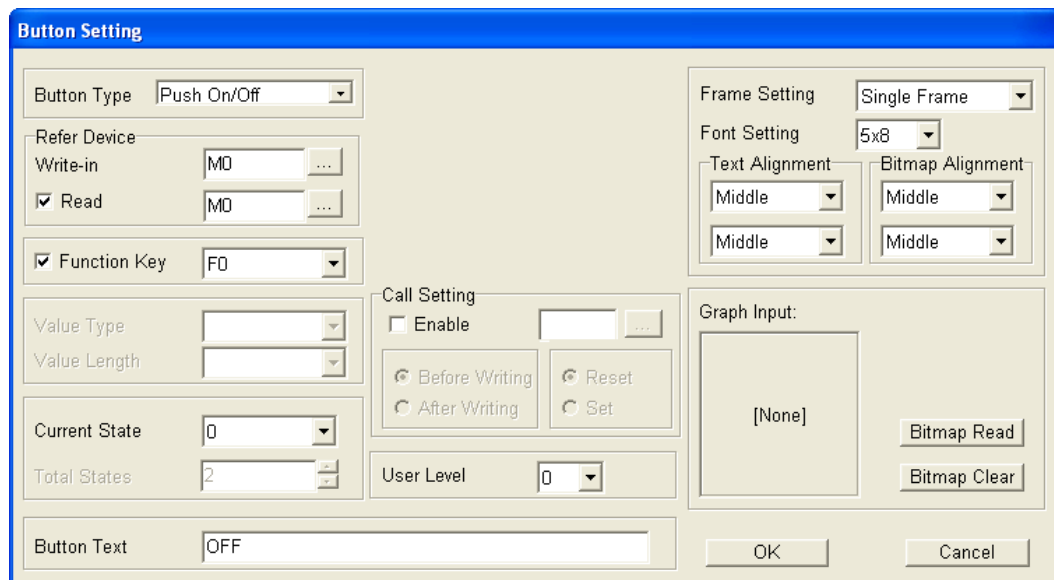 Button Setting
Button Type Push On/Off
Refer Device
Write-in M0 ...
Read M0 ...
Function Key F0
Value Type
Value Length
Current State 0
Total States 2
Button Text OFF
Call Setting
Enable ...
Before Writing Reset
After Writing Set
User Level 0
Frame Setting Single Frame
Font Setting 5x8
Text Alignment Bitmap Alignment
Middle Middle
Middle Middle
Graph Input:
[None]
Bitmap Read
Bitmap Clear
OK Cancel